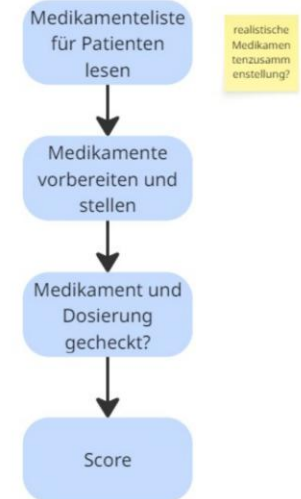 Medikamenteliste
für Patienten
lesen
realistische
Medikamen
tenzusamm
enstellung?
Medikamente
vorbereiten und
stellen
Medikament und
Dosierung
gecheckt?
Score